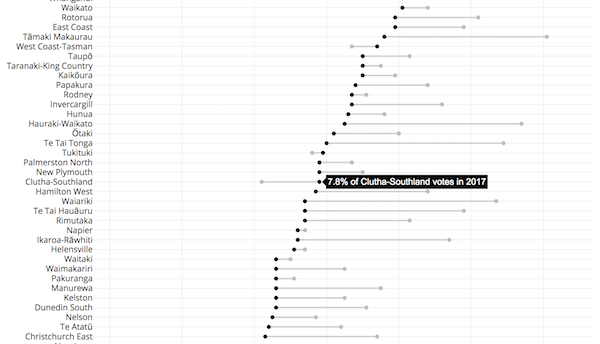 Waikato
Rotorua
East Coast
Tāmaki Makaurau
West Coast-Tasman
Taupō
Taranaki-King Country
Kaikōura
Papakura
Rodney
Invercargill
Hunua
Hauraki-Waikato
Ōtaki
Te Tai Tonga
Tukituki
Palmerston North
New Plymouth
Clutha-Southland 7.8% of Clutha-Southland votes in 2017
Hamilton West
Waiariki
Te Tai Hauāuru
Rimutaka
Napier
Ikaroa-Rāwhiti
Helensville
Waitaki
Waimakariri
Pakuranga
Manurewa
Kelston
Dunedin South
Nelson
Te Atatū
Christchurch East